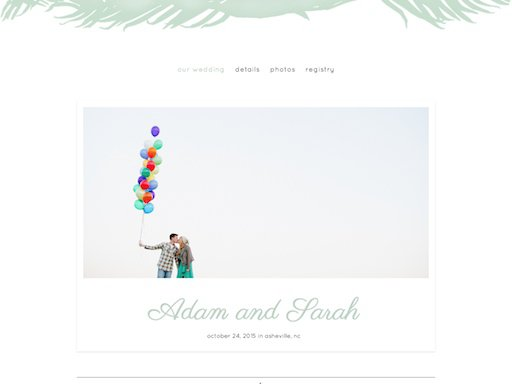 our wedding details photos registry
Adam and Sarah
october 24, 2015 in asheville, nc